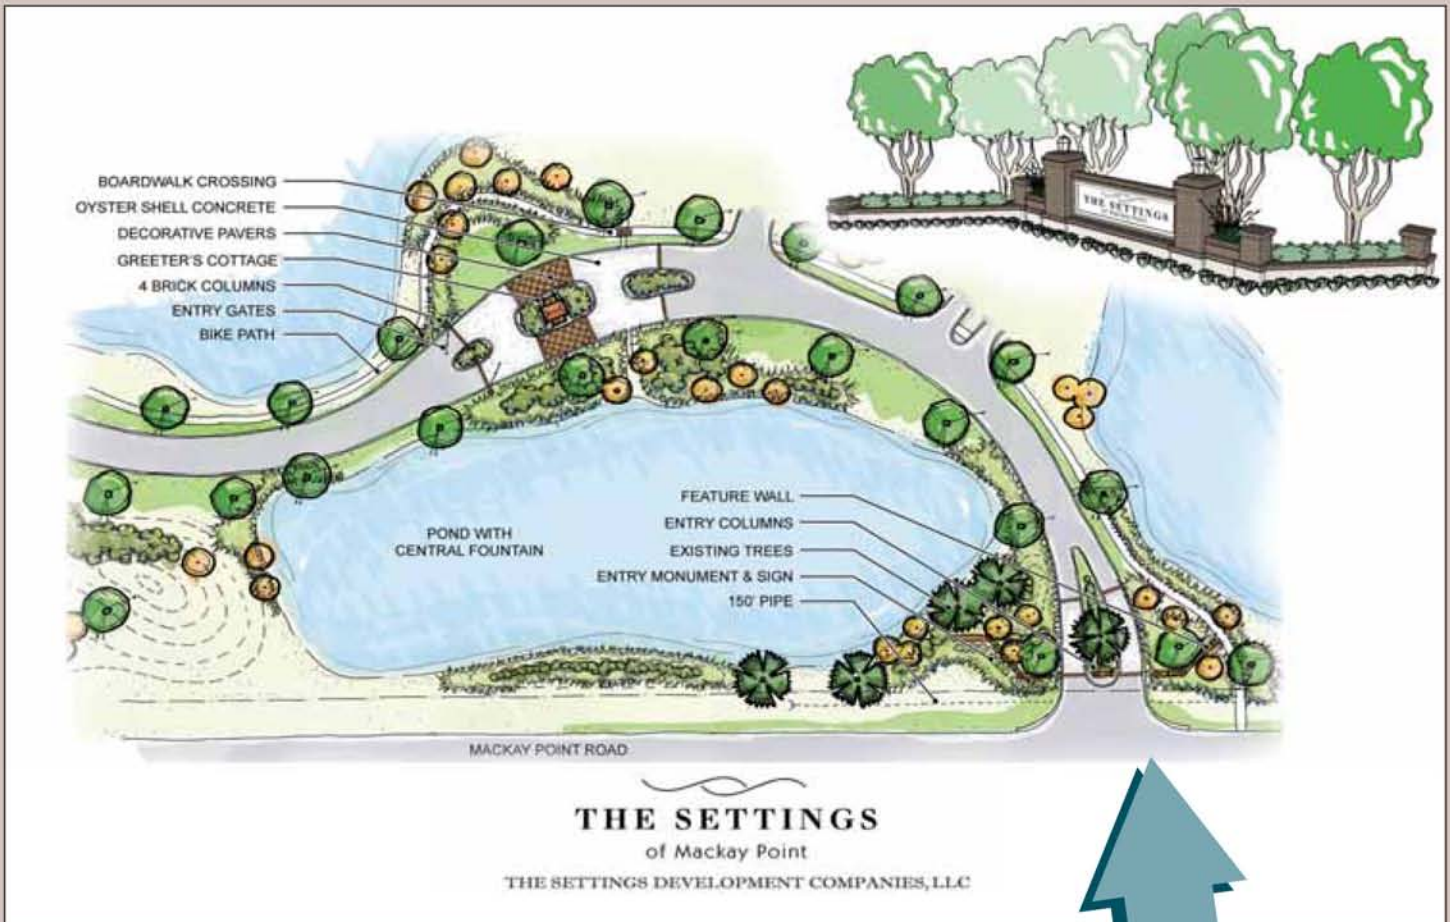 BOARDWALK CROSSING
OYSTER SHELL CONCRETE
DECORATIVE PAVERS
GREETER'S COTTAGE
4 BRICK COLUMNS
ENTRY GATES
BIKE PATH
THE SETTINGS
FEATURE WALL
ENTRY COLUMNS
EXISTING TREES
ENTRY MONUMENT & SIGN
150' PIPE
POND WITH
CENTRAL FOUNTAIN
MACKAY POINT ROAD
THE SETTINGS
of Mackay Point
THE SETTINGS DEVELOPMENT COMPANIES, LLC